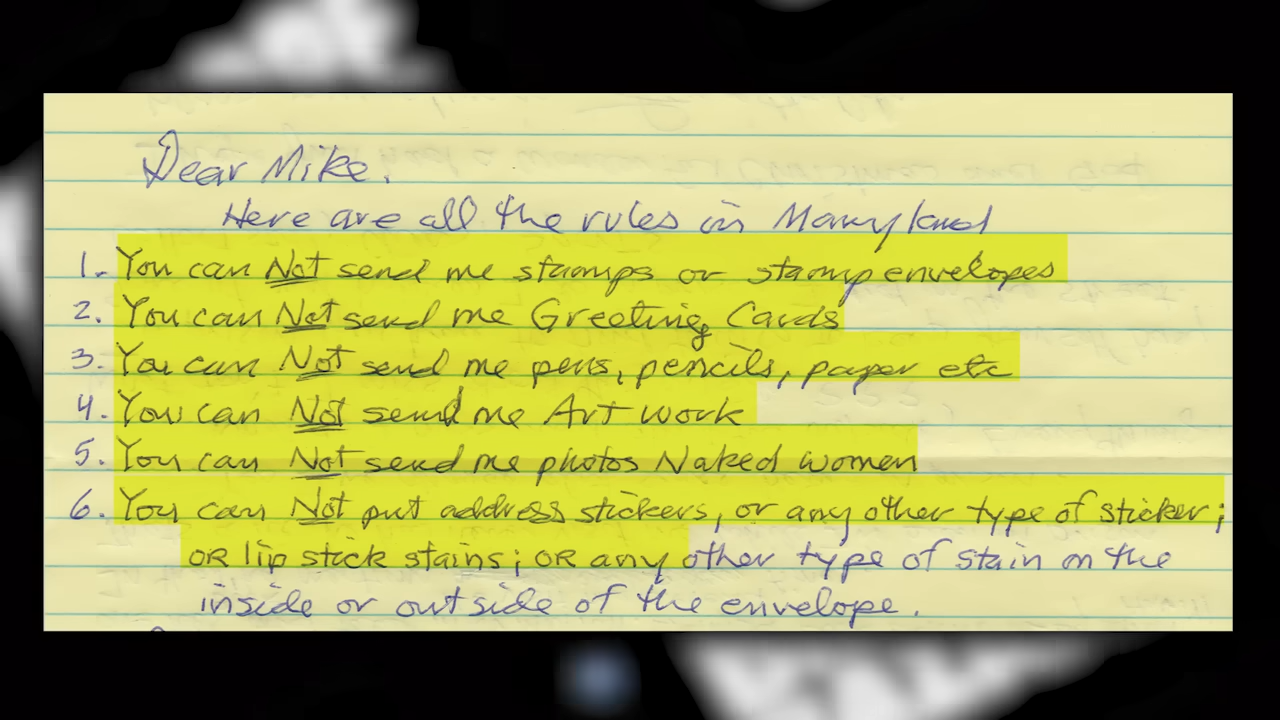 Dear Mike.
Here are all the rules in Maryland
1. You can Not send me stamps or stamp envelopes
2. You can Not send me Greeting Cards
3. You can Not send me pens, pencils, paper etc
4. You can Not send me Art work
5. You can Not send me photos Naked women
6. You can Not put address stickers, or any other type of sticker;
OR lip stick stains; OR any other type of stain on the
inside or outside of the envelope.